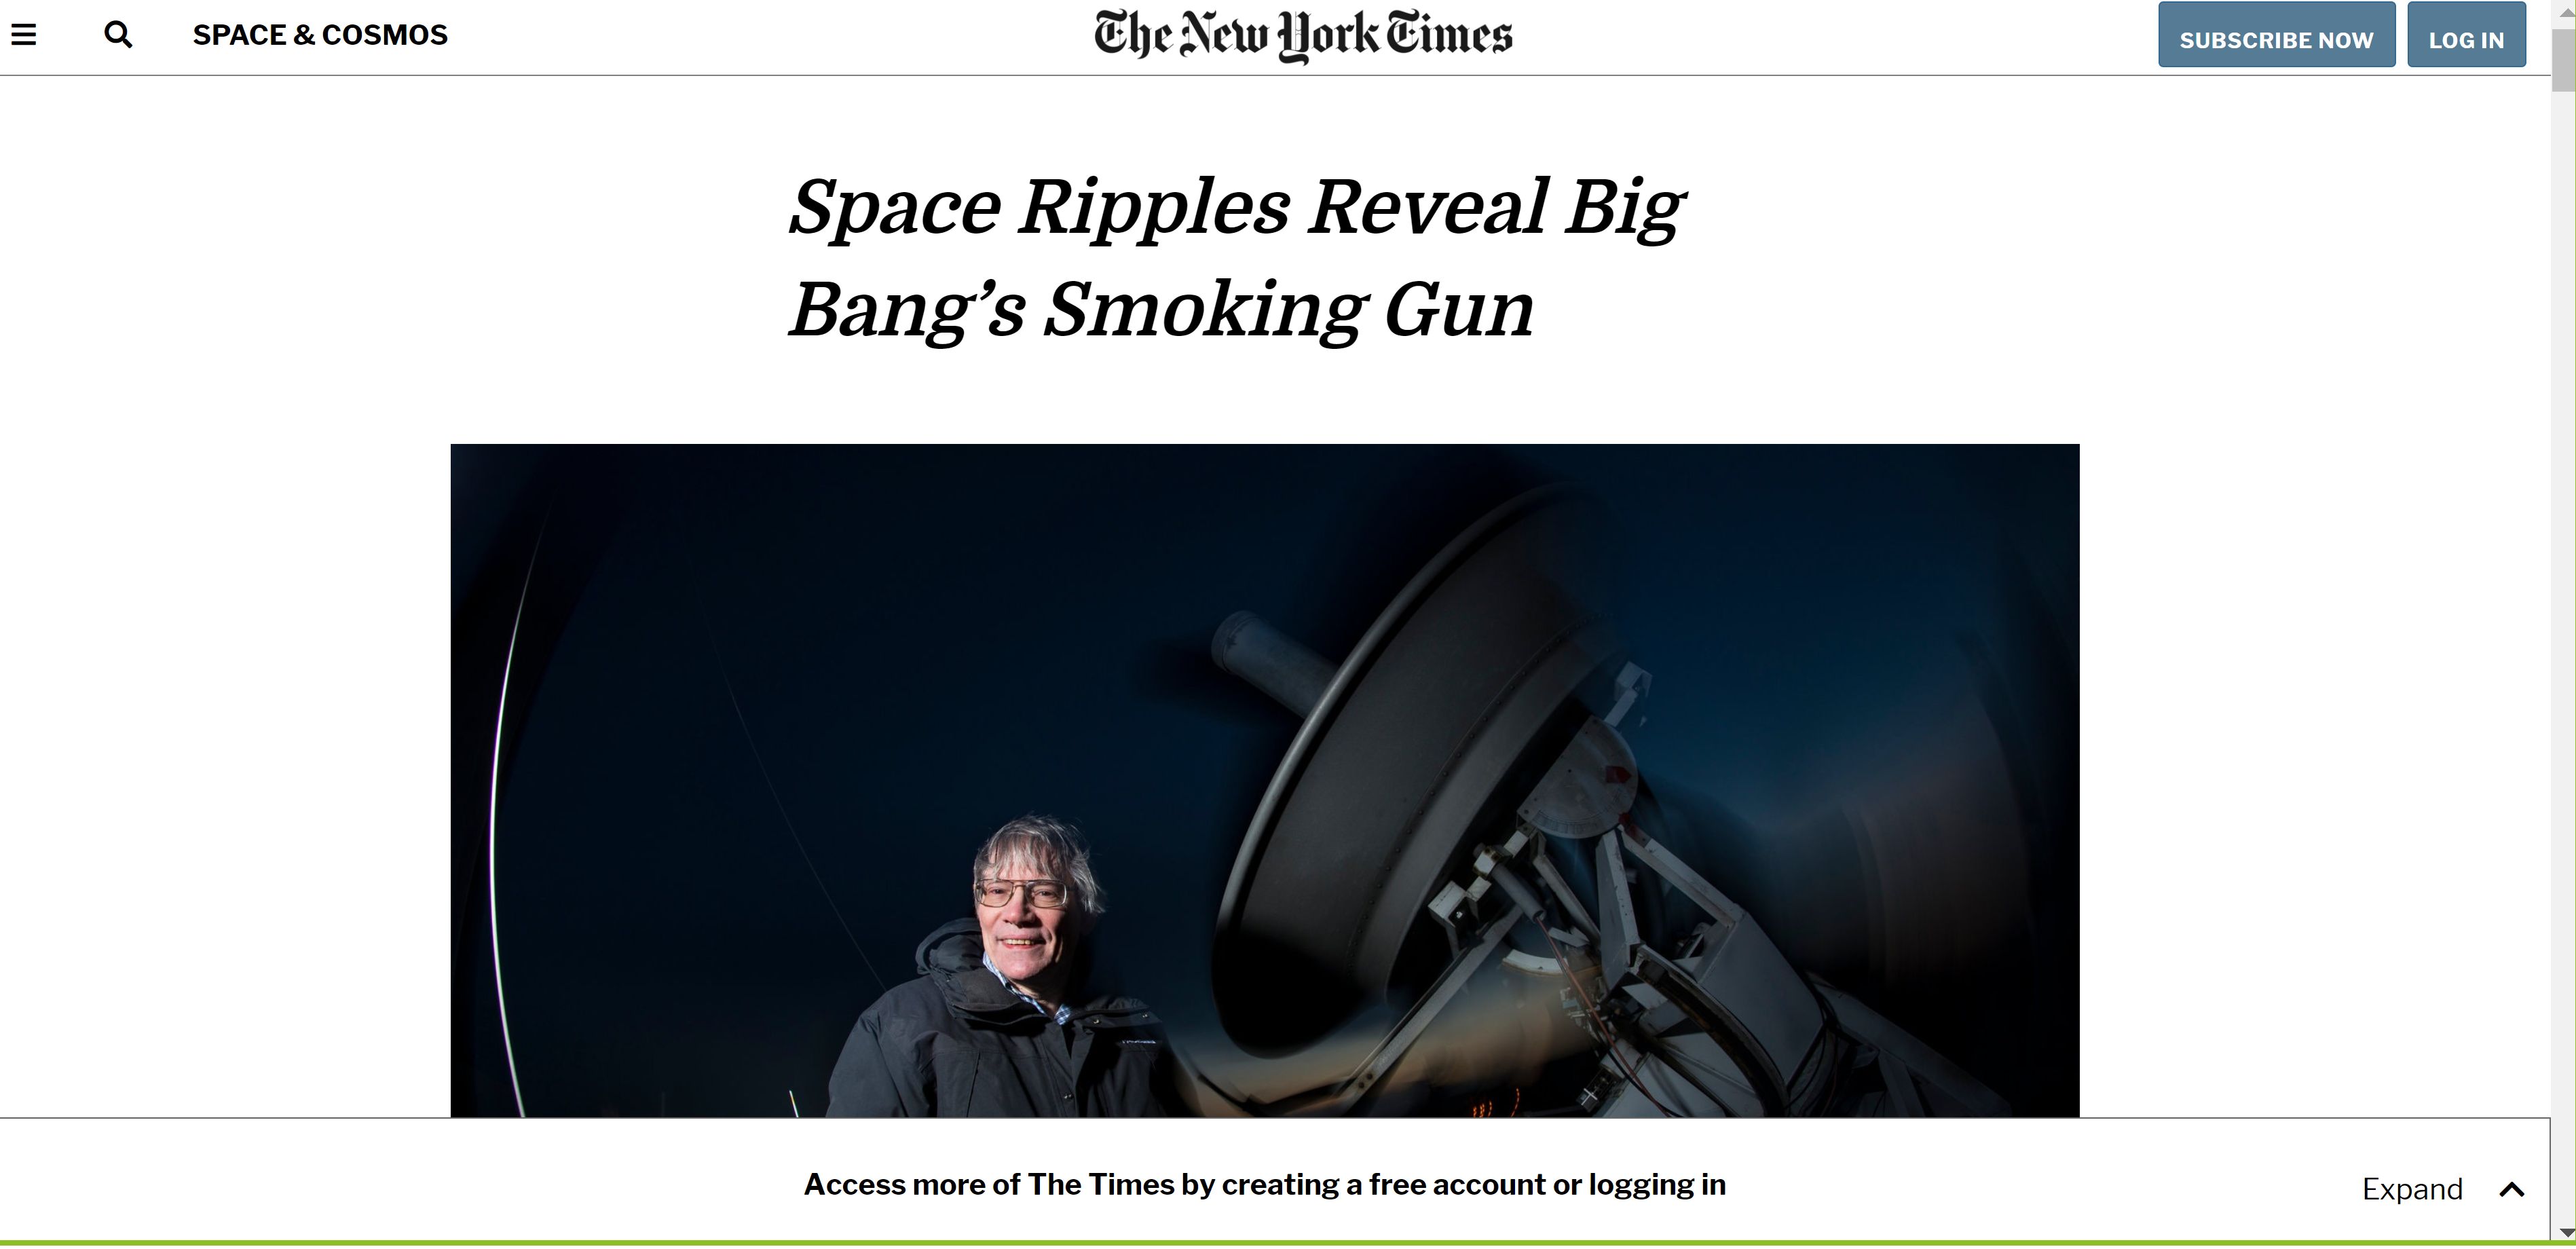 SPACE & COSMOS
The New York Times
SUBSCRIBE NOW
LOG IN
Space Ripples Reveal Big
Bang’s Smoking Gun
Access more of The Times by creating a free account or logging in
Expand